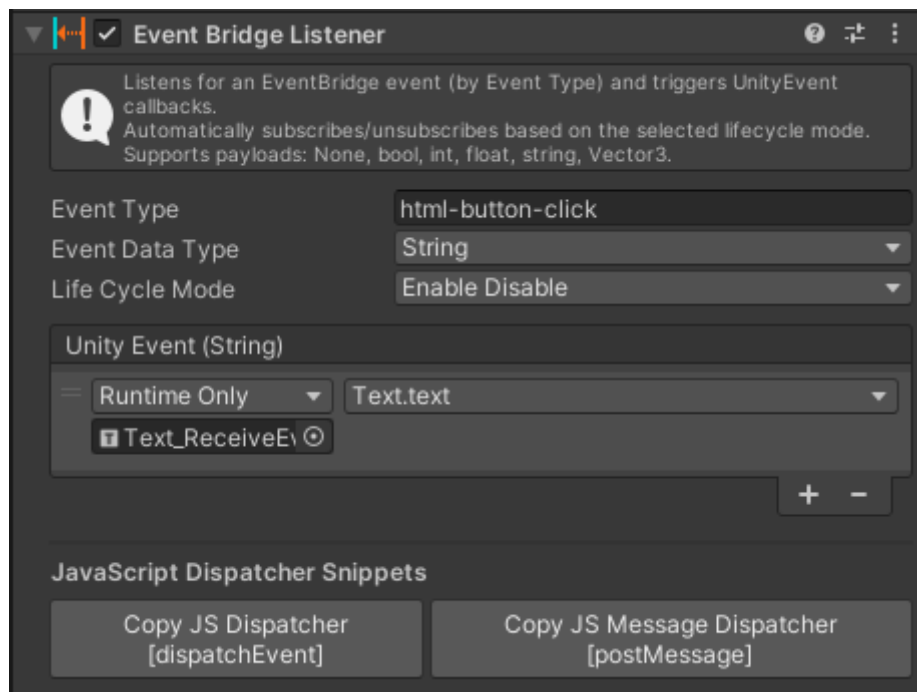 Event Bridge Listener
Listens for an EventBridge event (by Event Type) and triggers UnityEvent
callbacks.
Automatically subscribes/unsubscribes based on the selected lifecycle mode.
Supports payloads: None, bool, int, float, string, Vector3.
Event Type html-button-click
Event Data Type String
Life Cycle Mode Enable Disable
Unity Event (String)
Runtime Only Text.text
Text_ReceiveEv
JavaScript Dispatcher Snippets
Copy JS Dispatcher
[dispatchEvent]
Copy JS Message Dispatcher
[postMessage]